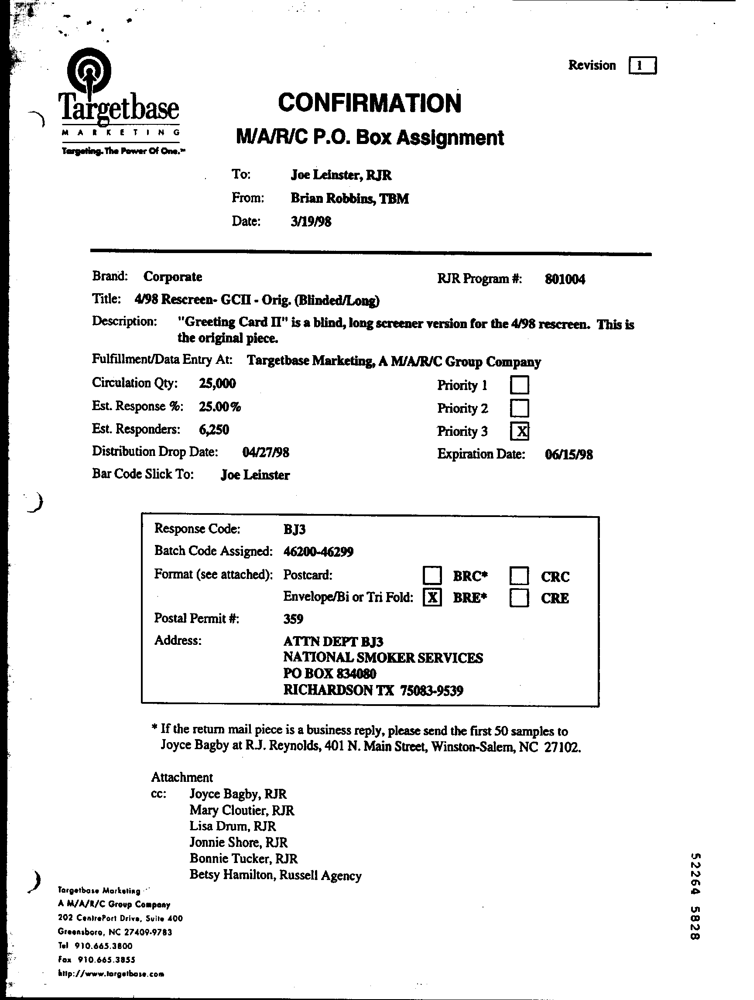 Revision 1
Targetbase
MARKETING
Targeting. The Power Of One.℠
CONFIRMATION
M/A/R/C P.O. Box Assignment
To: Joe Leinster, RJR
From: Brian Robbins, TBM
Date: 3/19/98
Brand: Corporate RJR Program #: 801004
Title: 4/98 Rescreen- GCII - Orig. (Blinded/Long)
Description: "Greeting Card II" is a blind, long screener version for the 4/98 rescreen. This is
the original piece.
Fulfillment/Data Entry At: Targetbase Marketing, A M/A/R/C Group Company
Circulation Qty: 25,000 Priority 1
Est. Response %: 25.00% Priority 2
Est. Responders: 6,250 Priority 3 X
Distribution Drop Date: 04/27/98 Expiration Date: 06/15/98
Bar Code Slick To: Joe Leinster
Response Code: BJ3
Batch Code Assigned: 46200-46299
Format (see attached): Postcard: BRC* CRC
Envelope/Bi or Tri Fold: X BRE* CRE
Postal Permit #: 359
Address: ATTN DEPT BJ3
NATIONAL SMOKER SERVICES
PO BOX 834080
RICHARDSON TX 75083-9539
* If the return mail piece is a business reply, please send the first 50 samples to
Joyce Bagby at R.J. Reynolds, 401 N. Main Street, Winston-Salem, NC 27102.
Attachment
cc: Joyce Bagby, RJR
Mary Cloutier, RJR
Lisa Drum, RJR
Jonnie Shore, RJR
Bonnie Tucker, RJR
Betsy Hamilton, Russell Agency
Targetbase Marketing
A M/A/R/C Group Company
202 CentrePort Drive, Suite 400
Greensboro, NC 27409-9783
Tel 910.665.3800
Fax 910.665.3855
http://www.targetbase.com
52264 5828